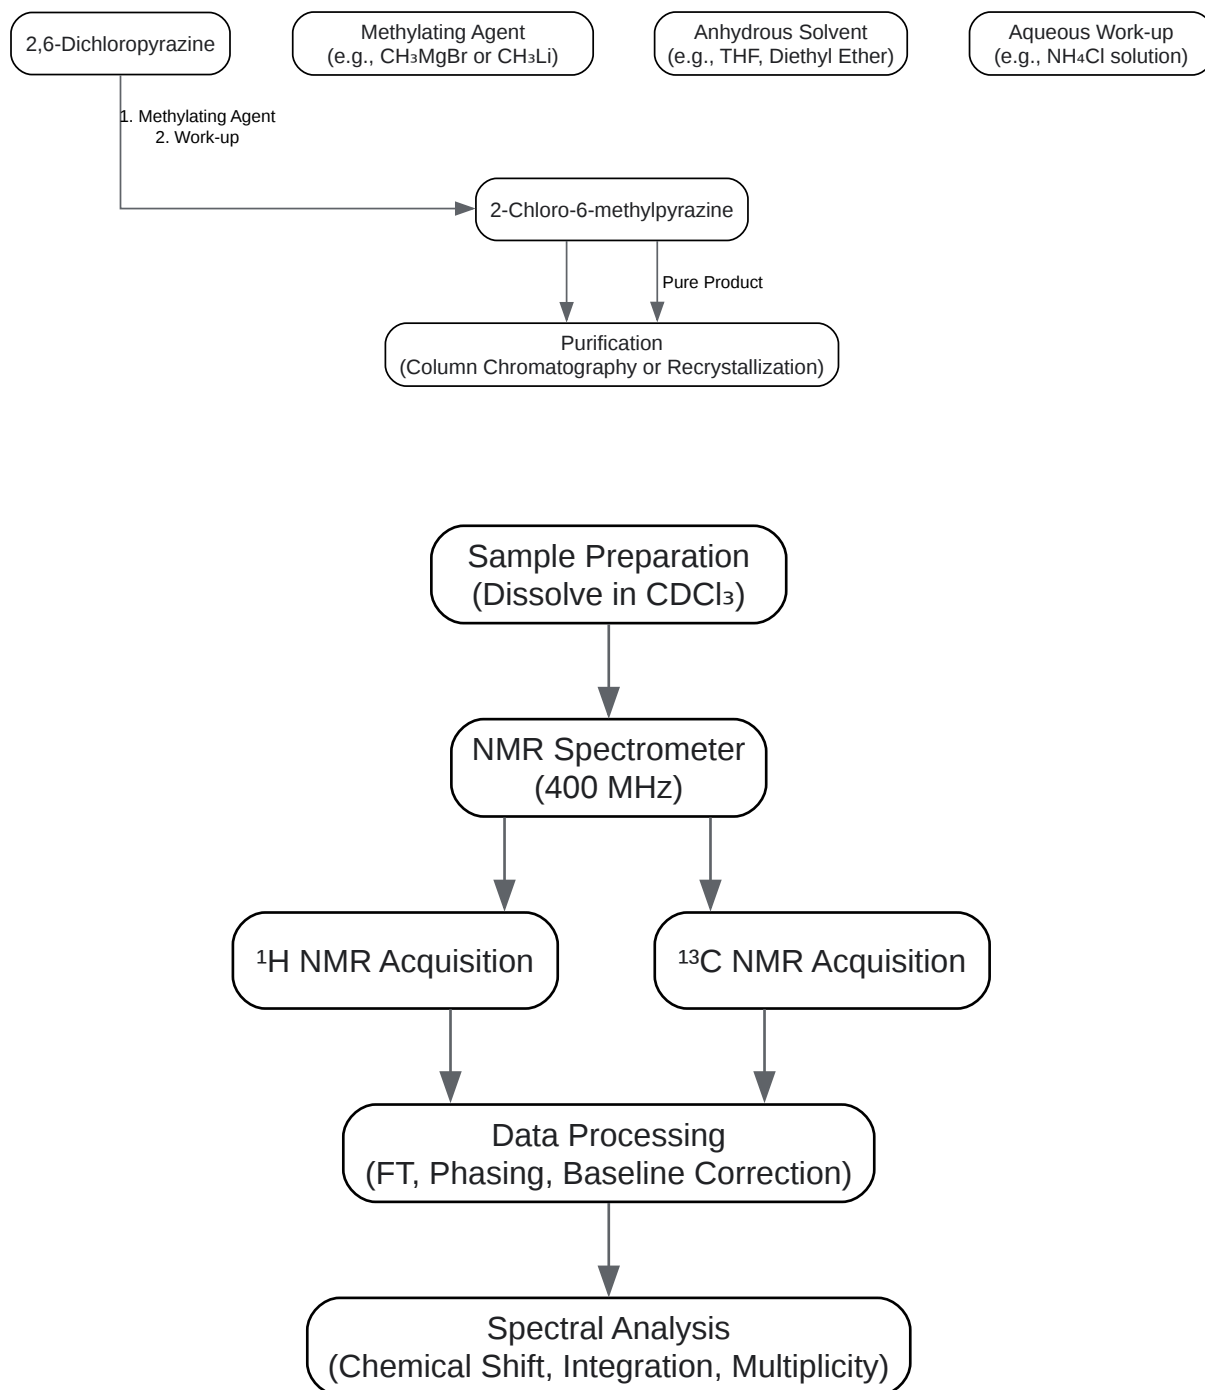 2,6-Dichloropyrazine
Methylating Agent
(e.g., CH₃MgBr or CH₃Li)
Anhydrous Solvent
(e.g., THF, Diethyl Ether)
Aqueous Work-up
(e.g., NH₄Cl solution)
1. Methylating Agent
2. Work-up
2-Chloro-6-methylpyrazine
Pure Product
Purification
(Column Chromatography or Recrystallization)
Sample Preparation
(Dissolve in CDCl₃)
NMR Spectrometer
(400 MHz)
¹H NMR Acquisition
¹³C NMR Acquisition
Data Processing
(FT, Phasing, Baseline Correction)
Spectral Analysis
(Chemical Shift, Integration, Multiplicity)